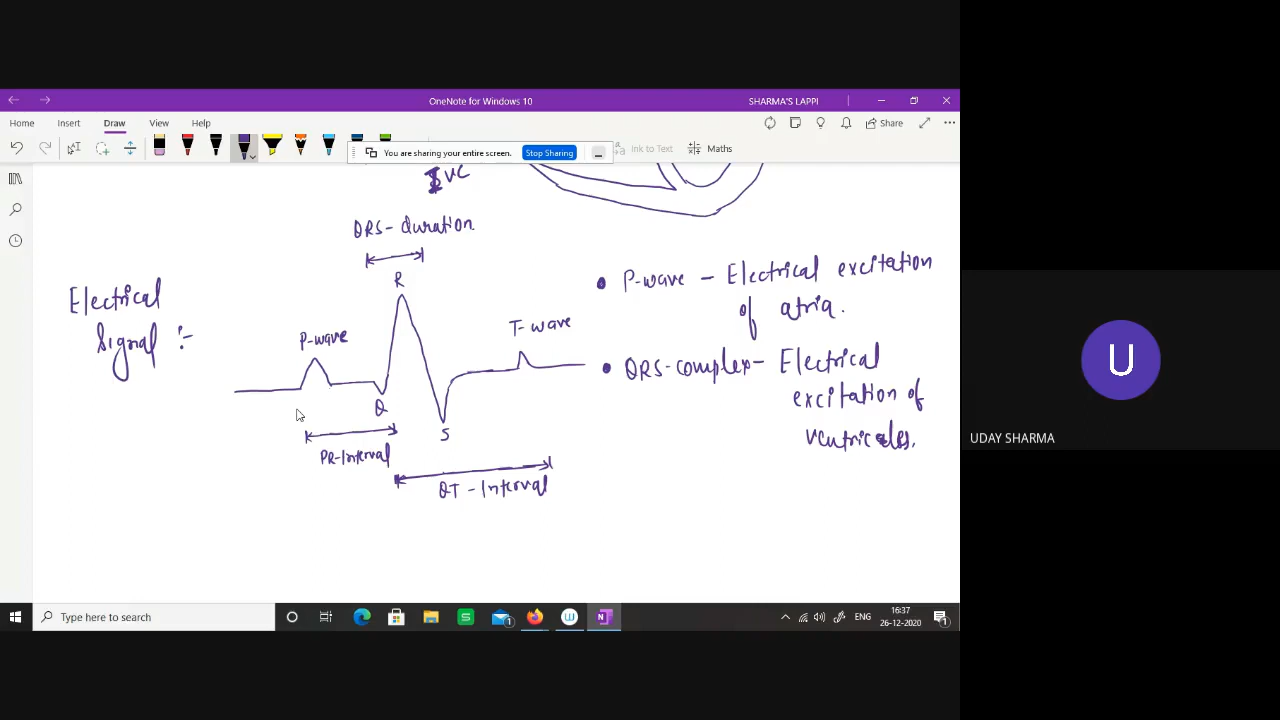 OneNote for Windows 10
SHARMA'S LAPPI
Home Insert Draw View Help
Share
You are sharing your entire screen.
Stop Sharing
Ink to Text
Maths
IVC
QRS-duration
R
Electrical
Signal :-
P-wave
T-wave
Q
S
PR-Interval
QT-Interval
• P-wave - Electrical excitation
of atria.
• QRS-complex- Electrical
excitation of
ventricles.
UDAY SHARMA
U
Type here to search
1
ENG
16:37
26-12-2020
1